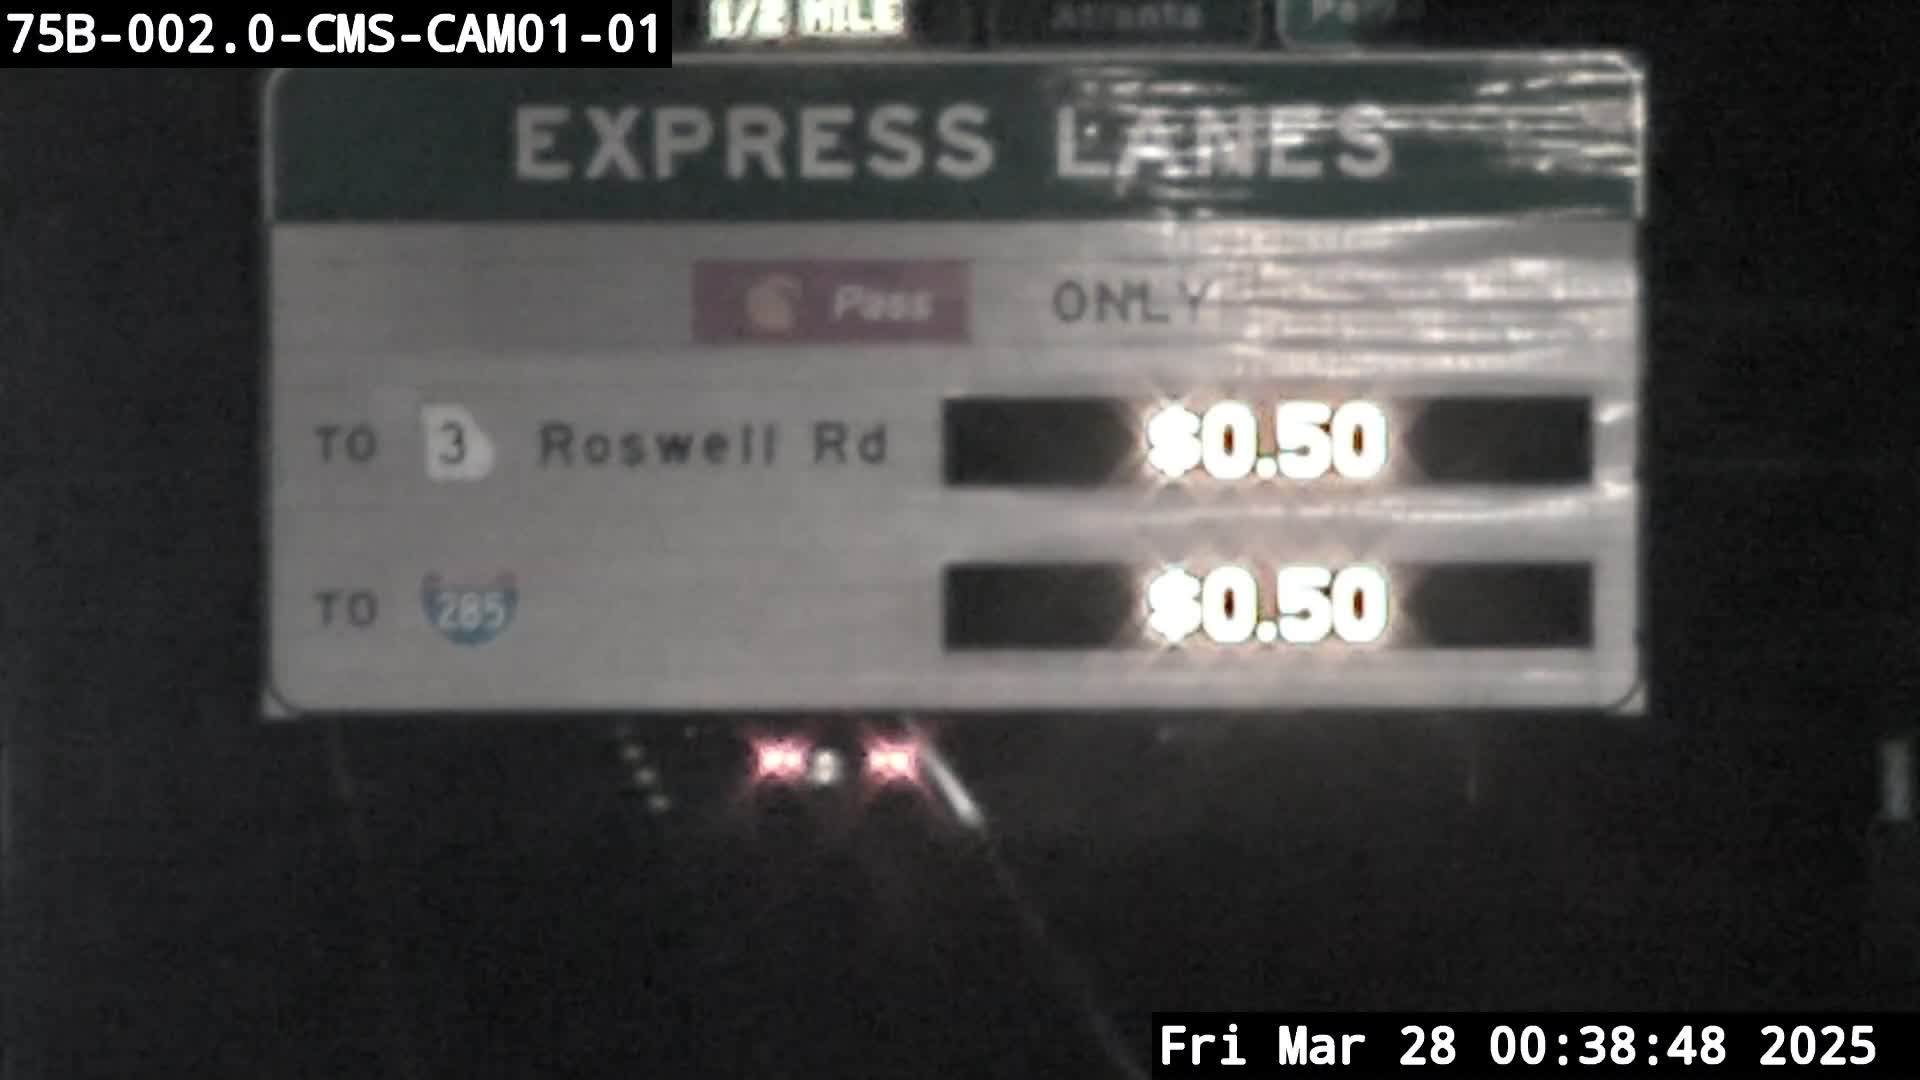 75B-002.0-CMS-CAM01-01
1/2 MILE
Atlanta
EXPRESS LANES
Pass ONLY
TO 3 Roswell Rd $0.50
TO 285 $0.50
Fri Mar 28 00:38:48 2025